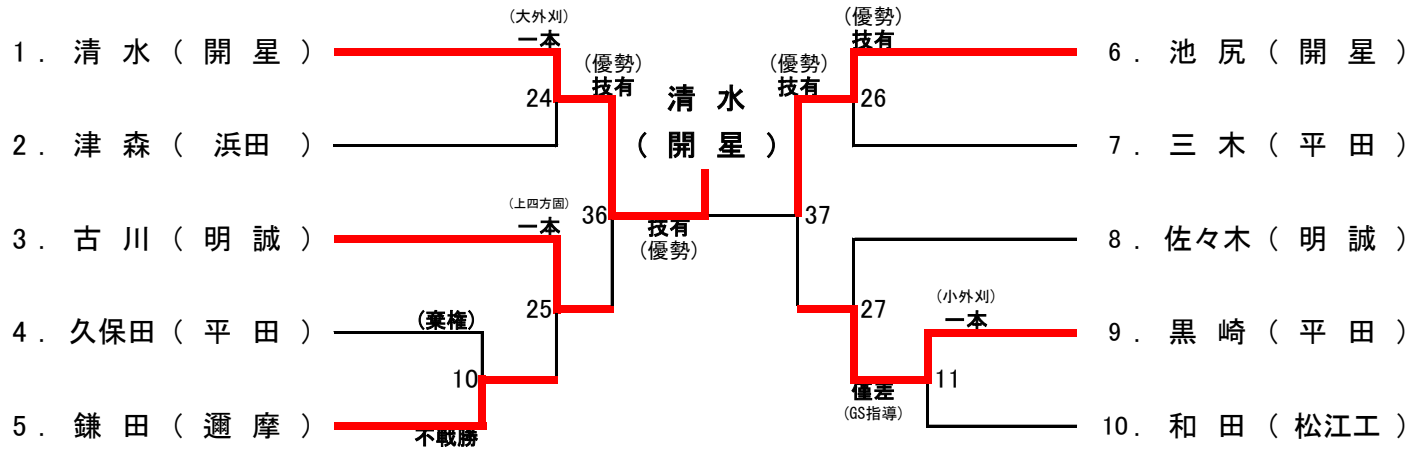 (大外刈)
一本
1. 清水(開星)
24
2. 津森(浜田)
(優勢)
技有
(上四方固)
一本
3. 古川(明誠)
36
25
4. 久保田(平田)
(棄権)
10
5. 鎌田(邇摩)
不戦勝
清水
(開星)
技有
(優勢)
(優勢)
技有
(優勢)
技有
6. 池尻(開星)
26
7. 三木(平田)
37
8. 佐々木(明誠)
27
(小外刈)
一本
9. 黒崎(平田)
11
僅差
(GS指導)
10. 和田(松江工)